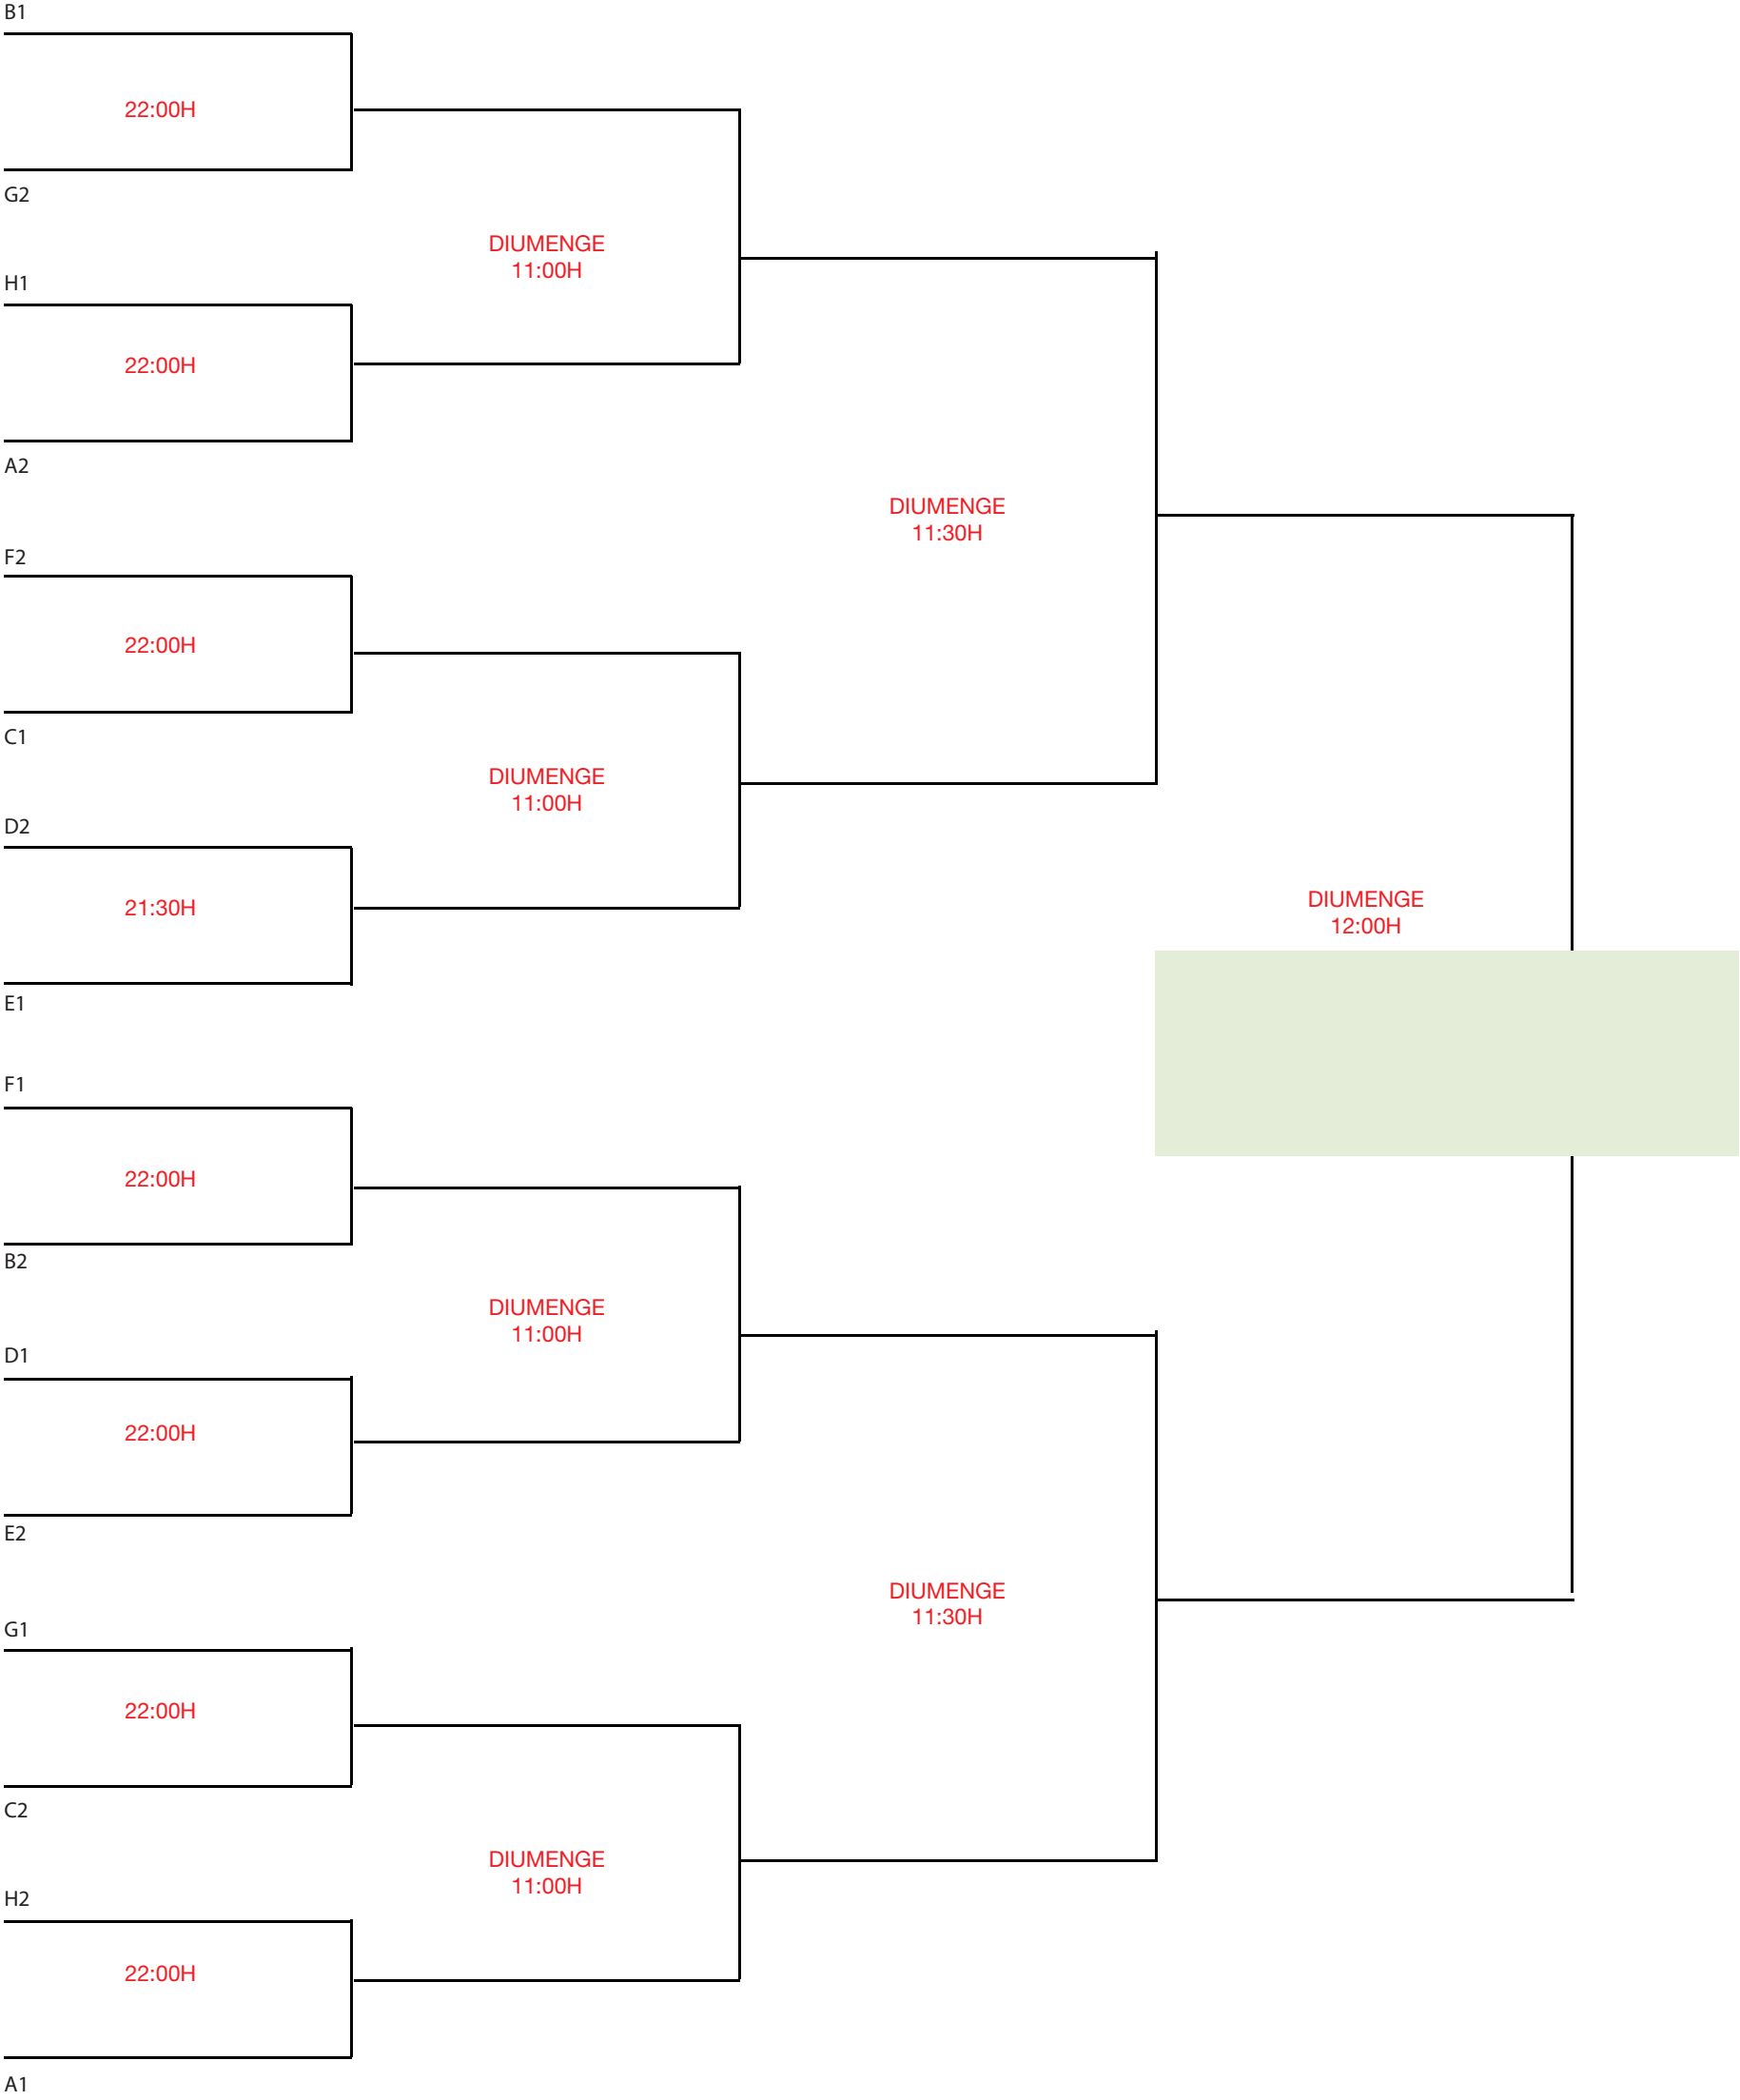 B1
22:00H
G2
DIUMENGE
11:00H
H1
22:00H
A2
DIUMENGE
11:30H
F2
22:00H
C1
DIUMENGE
11:00H
D2
21:30H
E1
DIUMENGE
12:00H
F1
22:00H
B2
DIUMENGE
11:00H
D1
22:00H
E2
DIUMENGE
11:30H
G1
22:00H
C2
DIUMENGE
11:00H
H2
22:00H
A1